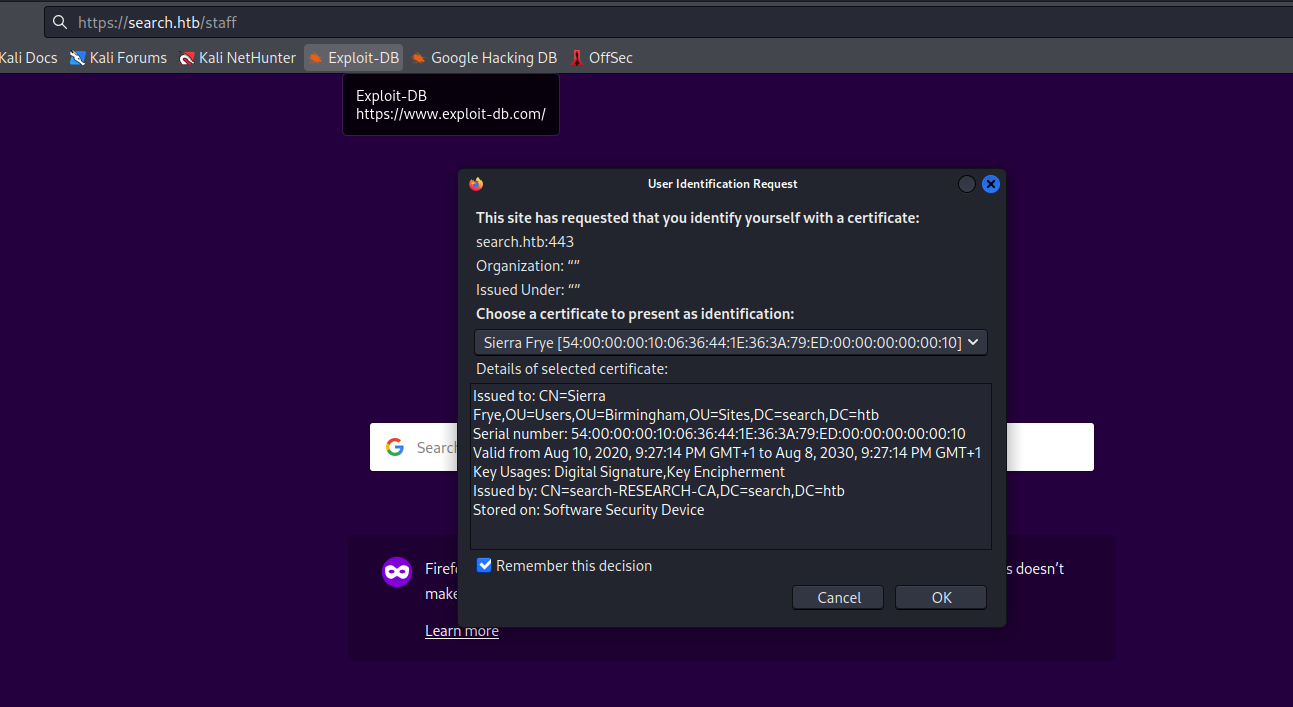 https://search.htb/staff
Kali Docs Kali Forums Kali NetHunter Exploit-DB Google Hacking DB OffSec
Exploit-DB
https://www.exploit-db.com/
User Identification Request
This site has requested that you identify yourself with a certificate:
search.htb:443
Organization: “”
Issued Under: “”
Choose a certificate to present as identification:
Sierra Frye [54:00:00:00:10:06:36:44:1E:36:3A:79:ED:00:00:00:00:00:10]
Details of selected certificate:
Issued to: CN=Sierra
Frye,OU=Users,OU=Birmingham,OU=Sites,DC=search,DC=htb
Serial number: 54:00:00:00:10:06:36:44:1E:36:3A:79:ED:00:00:00:00:00:10
Valid from Aug 10, 2020, 9:27:14 PM GMT+1 to Aug 8, 2030, 9:27:14 PM GMT+1
Key Usages: Digital Signature,Key Encipherment
Issued by: CN=search-RESEARCH-CA,DC=search,DC=htb
Stored on: Software Security Device
Remember this decision
Cancel OK
Search
Firef s doesn’t
make
Learn more